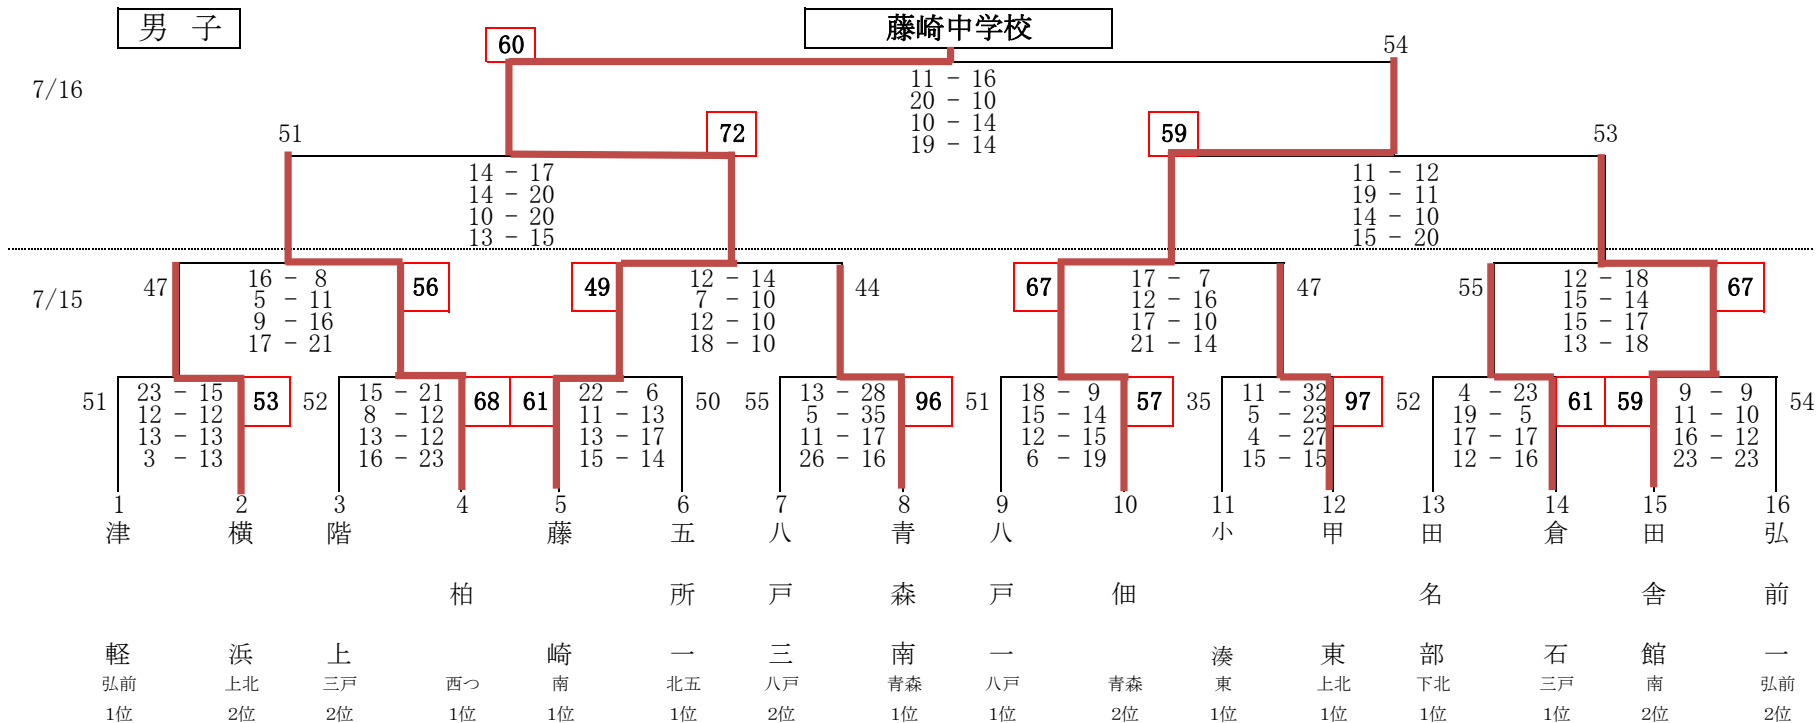 男 子
藤崎中学校
60
54
7/16
11 - 16
20 - 10
10 - 14
19 - 14
51
72
59
53
14 - 17
14 - 20
10 - 20
13 - 15
11 - 12
19 - 11
14 - 10
15 - 20
7/15
47
56
49
44
67
47
55
67
16 - 8
5 - 11
9 - 16
17 - 21
12 - 14
7 - 10
12 - 10
18 - 10
17 - 7
12 - 16
17 - 10
21 - 14
12 - 18
15 - 14
15 - 17
13 - 18
51
53
52
68
61
50
55
96
51
57
35
97
52
61
59
54
23 - 15
12 - 12
13 - 13
3 - 13
15 - 21
8 - 12
13 - 12
16 - 23
22 - 6
11 - 13
13 - 17
15 - 14
13 - 28
5 - 35
11 - 17
26 - 16
18 - 9
15 - 14
12 - 15
6 - 19
11 - 32
5 - 23
4 - 27
15 - 15
4 - 23
19 - 5
17 - 17
12 - 16
9 - 9
11 - 10
16 - 12
23 - 23
1 2 3 4 5 6 7 8 9 10 11 12 13 14 15 16
津軽
横浜
階上
柏
藤崎
五所一
八戸三
青森南
八戸一
佃
小湊
甲東
田名部
倉石
田舎館
弘前一
弘前 上北 三戸 西つ 南 北五 八戸 青森 八戸 青森 東 上北 下北 三戸 南 弘前
1位 2位 2位 1位 1位 1位 2位 1位 1位 2位 1位 1位 1位 1位 2位 2位